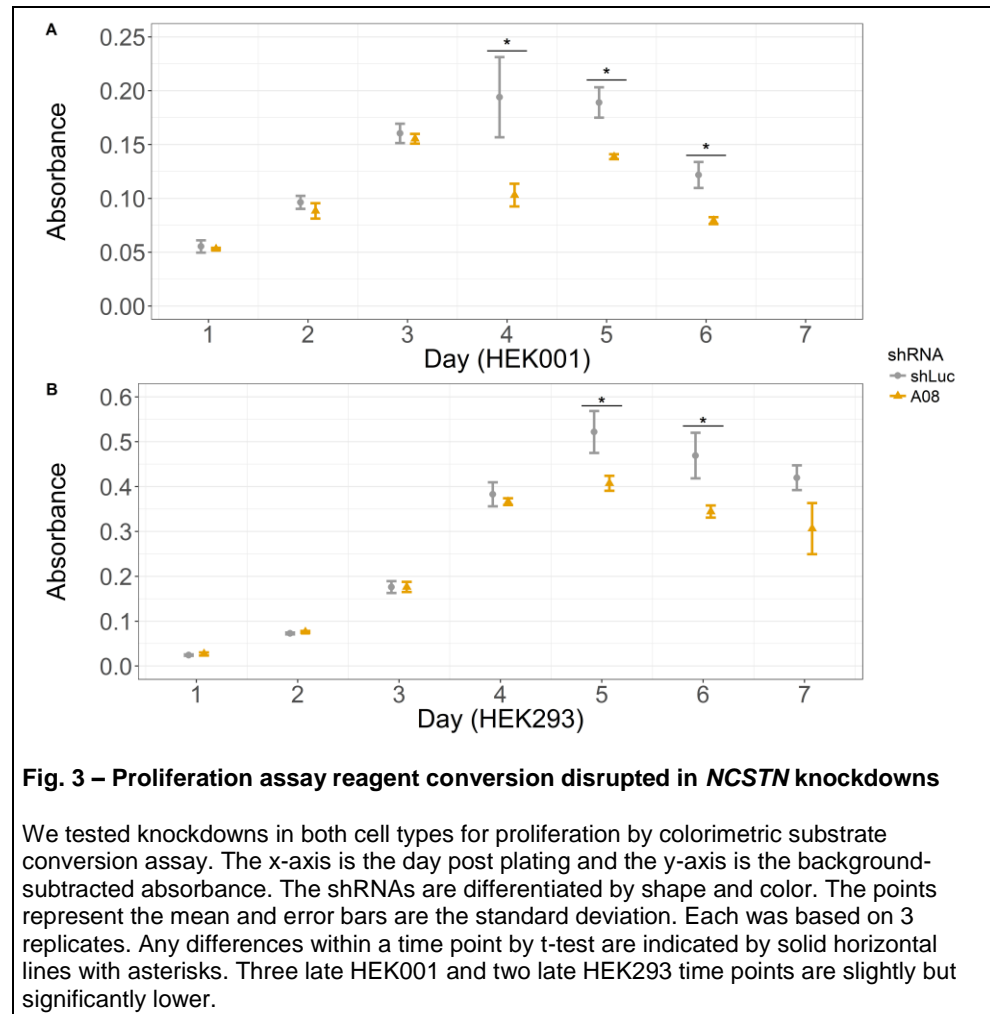 A
0.25
0.20
0.15
0.10
0.05
0.00
Absorbance
*
*
*
1 2 3 4 5 6 7
Day (HEK001)
shRNA
shLuc
A08
B
0.6
0.5
0.4
0.3
0.2
0.1
0.0
Absorbance
*
*
1 2 3 4 5 6 7
Day (HEK293)
Fig. 3 – Proliferation assay reagent conversion disrupted in NCSTN knockdowns
We tested knockdowns in both cell types for proliferation by colorimetric substrate
conversion assay. The x-axis is the day post plating and the y-axis is the background-
subtracted absorbance. The shRNAs are differentiated by shape and color. The points
represent the mean and error bars are the standard deviation. Each was based on 3
replicates. Any differences within a time point by t-test are indicated by solid horizontal
lines with asterisks. Three late HEK001 and two late HEK293 time points are slightly but
significantly lower.